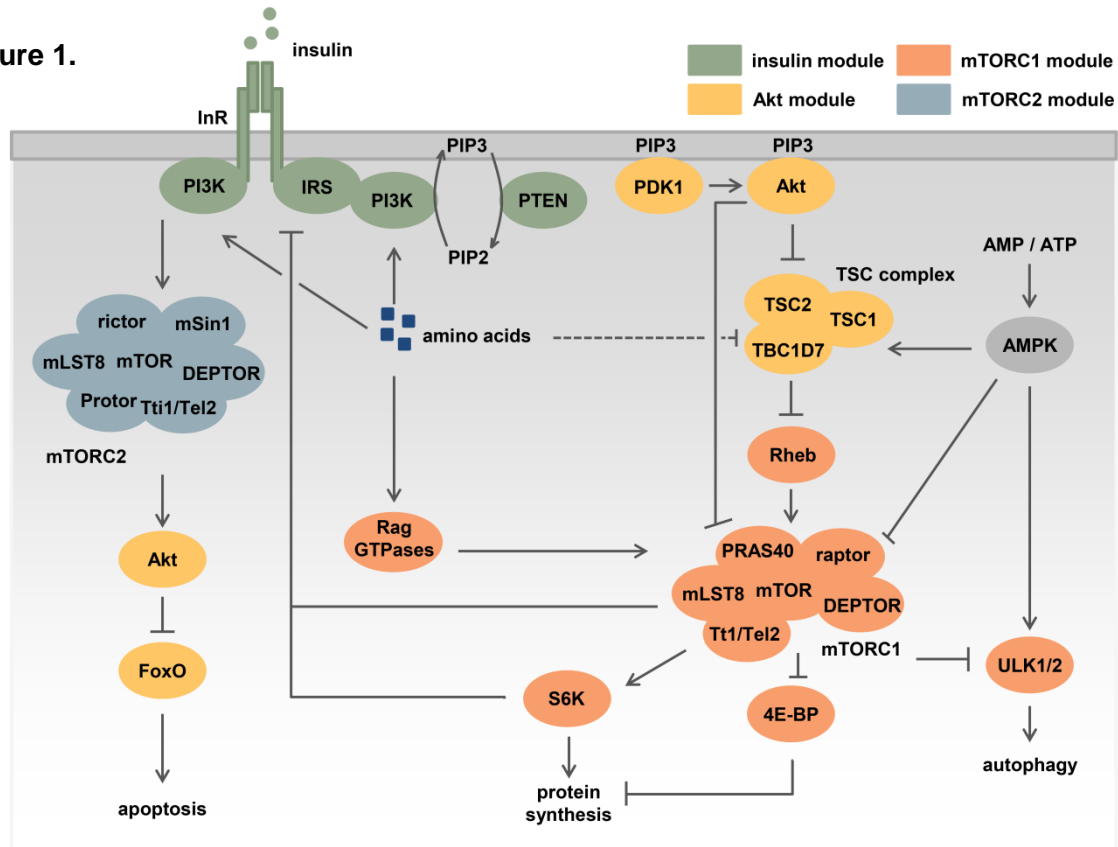 ure 1.
insulin
insulin module
mTORC1 module
Akt module
mTORC2 module
InR
PIP3
PIP3
PIP3
PI3K
IRS
PI3K
PTEN
PDK1
Akt
PIP2
AMP / ATP
TSC complex
TSC2
TSC1
TBC1D7
AMPK
rictor
mSin1
mLST8
mTOR
DEPTOR
Protor
Tti1/Tel2
mTORC2
amino acids
Rheb
Akt
Rag
GTPases
PRAS40
raptor
mLST8
mTOR
DEPTOR
Tt1/Tel2
mTORC1
FoxO
S6K
4E-BP
ULK1/2
apoptosis
protein
synthesis
autophagy